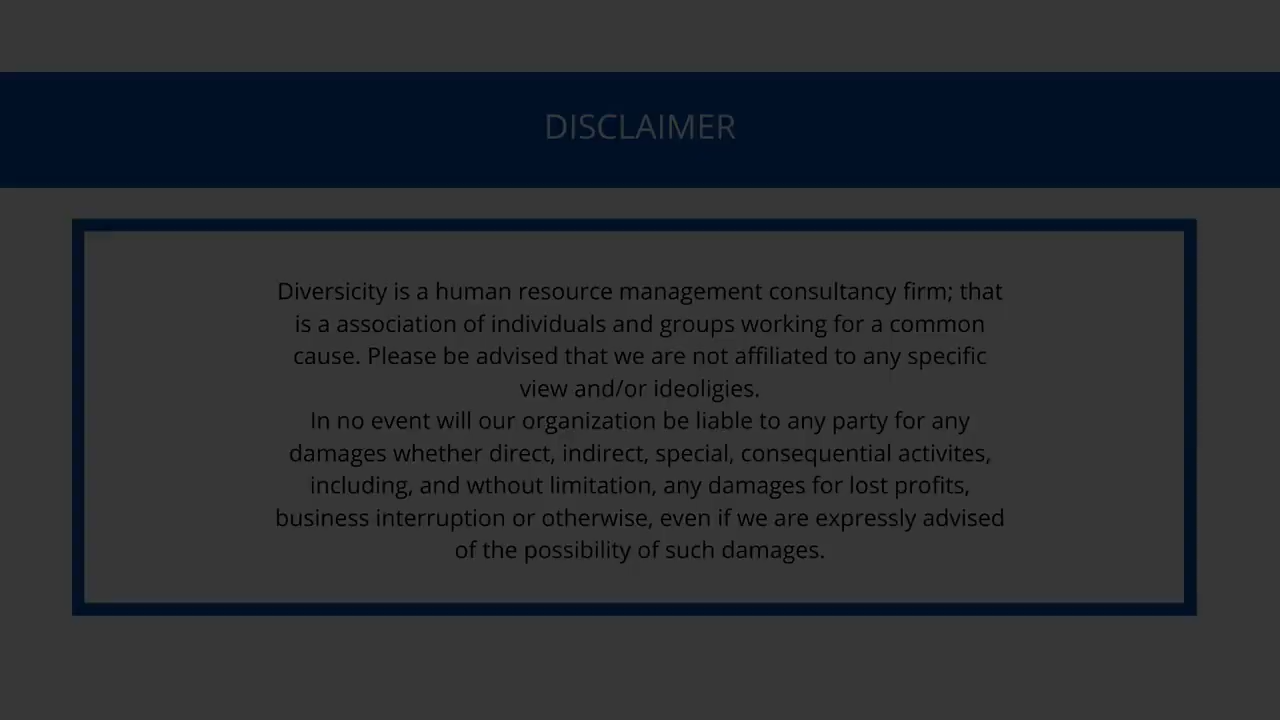 DISCLAIMER
Diversicity is a human resource management consultancy firm; that
is a association of individuals and groups working for a common
cause. Please be advised that we are not affiliated to any specific
view and/or ideoligies.
In no event will our organization be liable to any party for any
damages whether direct, indirect, special, consequential activites,
including, and wthout limitation, any damages for lost profits,
business interruption or otherwise, even if we are expressly advised
of the possibility of such damages.